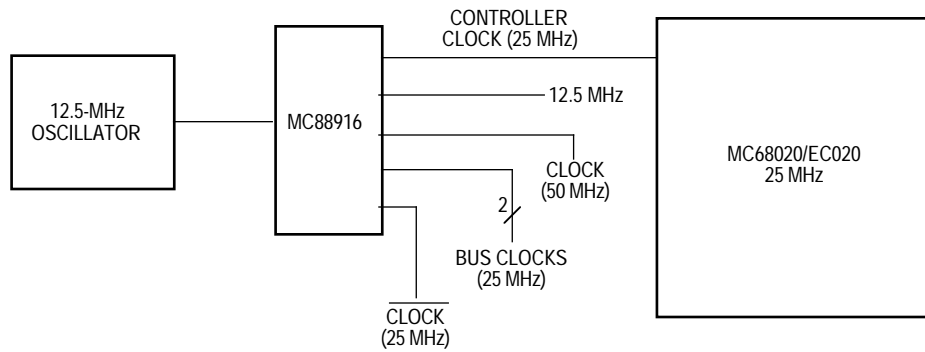 CONTROLLER
CLOCK (25 MHz)
12.5-MHz
OSCILLATOR
MC88916
12.5 MHz
MC68020/EC020
25 MHz
CLOCK
(50 MHz)
2
BUS CLOCKS
(25 MHz)
CLOCK
(25 MHz)